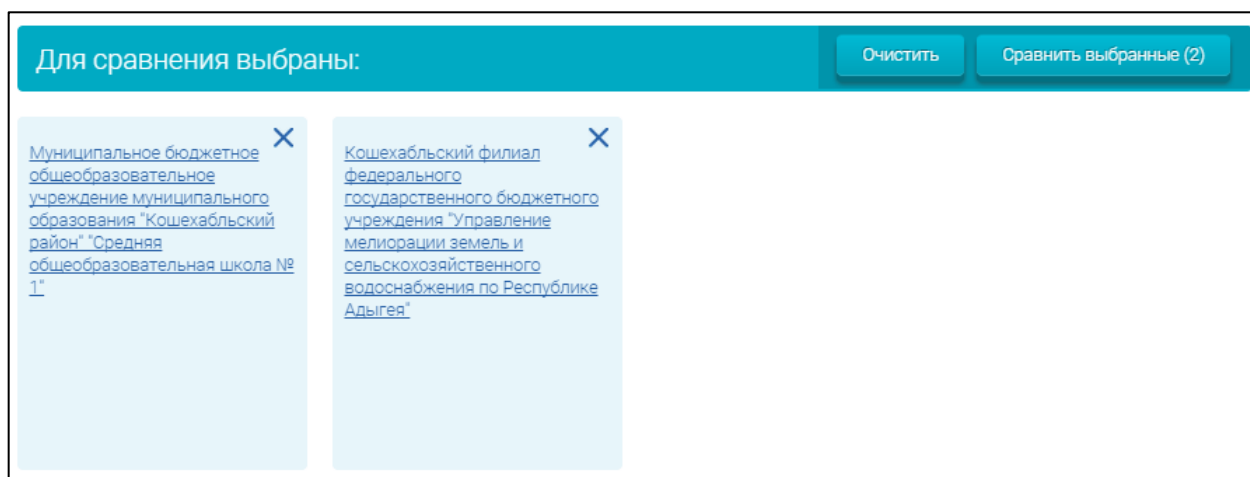 Для сравнения выбраны:
Очистить
Сравнить выбранные (2)
Муниципальное бюджетное
общеобразовательное
учреждение муниципального
образования "Кошехабльский
район" "Средняя
общеобразовательная школа №
1"
Кошехабльский филиал
федерального
государственного бюджетного
учреждения "Управление
мелиорации земель и
сельскохозяйственного
водоснабжения по Республике
Адыгея"